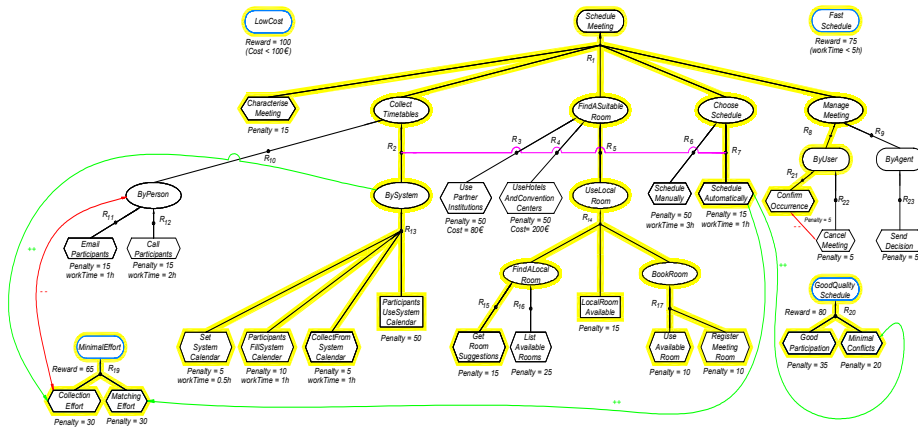 LowCost
Reward = 100
(Cost < 100€)
Schedule
Meeting
Fast
Schedule
Reward = 75
(workTime < 5h)
R1
Characterise
Meeting
Penalty = 15
Collect
Timetables
FindASuitable
Room
Choose
Schedule
Manage
Meeting
R10
R2
R3
R4
R5
R6
R7
R8
R9
ByPerson
BySystem
Use
Partner
Institutions
Penalty = 50
Cost = 80€
UseHotels
AndConvention
Centers
Penalty = 50
Cost= 200€
UseLocal
Room
Schedule
Manually
Penalty = 50
workTime = 3h
Schedule
Automatically
Penalty = 15
workTime = 1h
ByUser
ByAgent
R21
R22
R23
Confirm
Occurrence
Penalty = 5
Cancel
Meeting
Penalty = 5
Send
Decision
Penalty = 5
R11
R12
Email
Participants
Penalty = 15
workTime = 1h
Call
Participants
Penalty = 15
workTime = 2h
R13
R14
++
--
--
++
++
FindALocal
Room
BookRoom
Participants
UseSystem
Calendar
Penalty = 50
LocalRoom
Available
Penalty = 15
R15
R16
R17
GoodQuality
Schedule
Reward = 80
R20
Set
System
Calendar
Penalty = 5
workTime = 0.5h
Participants
FillSystem
Calender
Penalty = 10
workTime = 1h
CollectFrom
System
Calendar
Penalty = 5
workTime = 1h
Get
Room
Suggestions
Penalty = 15
List
Available
Rooms
Penalty = 25
Use
Available
Room
Penalty = 10
Register
Meeting
Room
Penalty = 10
Good
Participation
Penalty = 35
Minimal
Conflicts
Penalty = 20
MinimalEffort
Reward = 65
R19
Collection
Effort
Penalty = 30
Matching
Effort
Penalty = 30